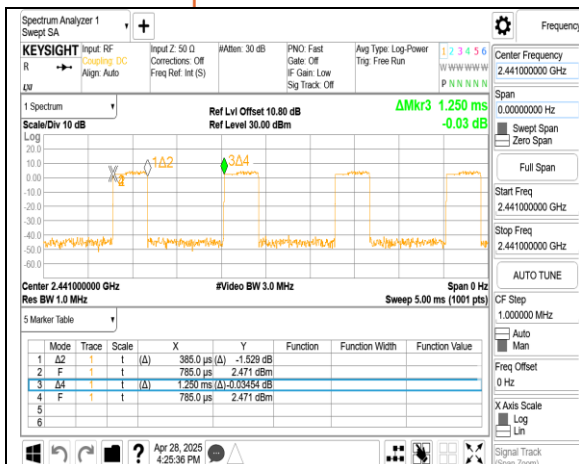 Spectrum Analyzer 1
Swept SA
+
Frequency
KEYSIGHT
R
Input: RF
Coupling: DC
Align: Auto
Input Z: 50 Ω
Corrections: Off
Freq Ref: Int (S)
#Atten: 30 dB
PNO: Fast
Gate: Off
IF Gain: Low
Sig Track: Off
Avg Type: Log-Power
Trig: Free Run
1 2 3 4 5 6
W W W W W W
P N N N N N
1 Spectrum
Scale/Div 10 dB
Ref Lvl Offset 10.80 dB
Ref Level 30.00 dBm
ΔMkr3 1.250 ms
-0.03 dB
Log
20.0
10.0
0.00
-10.0
-20.0
-30.0
-40.0
-50.0
-60.0
1Δ2
3Δ4
Center 2.441000000 GHz
Res BW 1.0 MHz
#Video BW 3.0 MHz
Span 0 Hz
Sweep 5.00 ms (1001 pts)
5 Marker Table
Mode Trace Scale X Y Function Function Width Function Value
1 Δ2 1 t (Δ) 385.0 µs (Δ) -1.529 dB
2 F 1 t 785.0 µs 2.471 dBm
3 Δ4 1 t (Δ) 1.250 ms (Δ) -0.03454 dB
4 F 1 t 785.0 µs 2.471 dBm
5
6
Center Frequency
2.441000000 GHz
Span
0.00000000 Hz
Swept Span
Zero Span
Full Span
Start Freq
2.441000000 GHz
Stop Freq
2.441000000 GHz
AUTO TUNE
CF Step
1.000000 MHz
Auto
Man
Freq Offset
0 Hz
X Axis Scale
Log
Lin
Signal Track
(Span Zoom)
?
Apr 28, 2025
4:25:36 PM